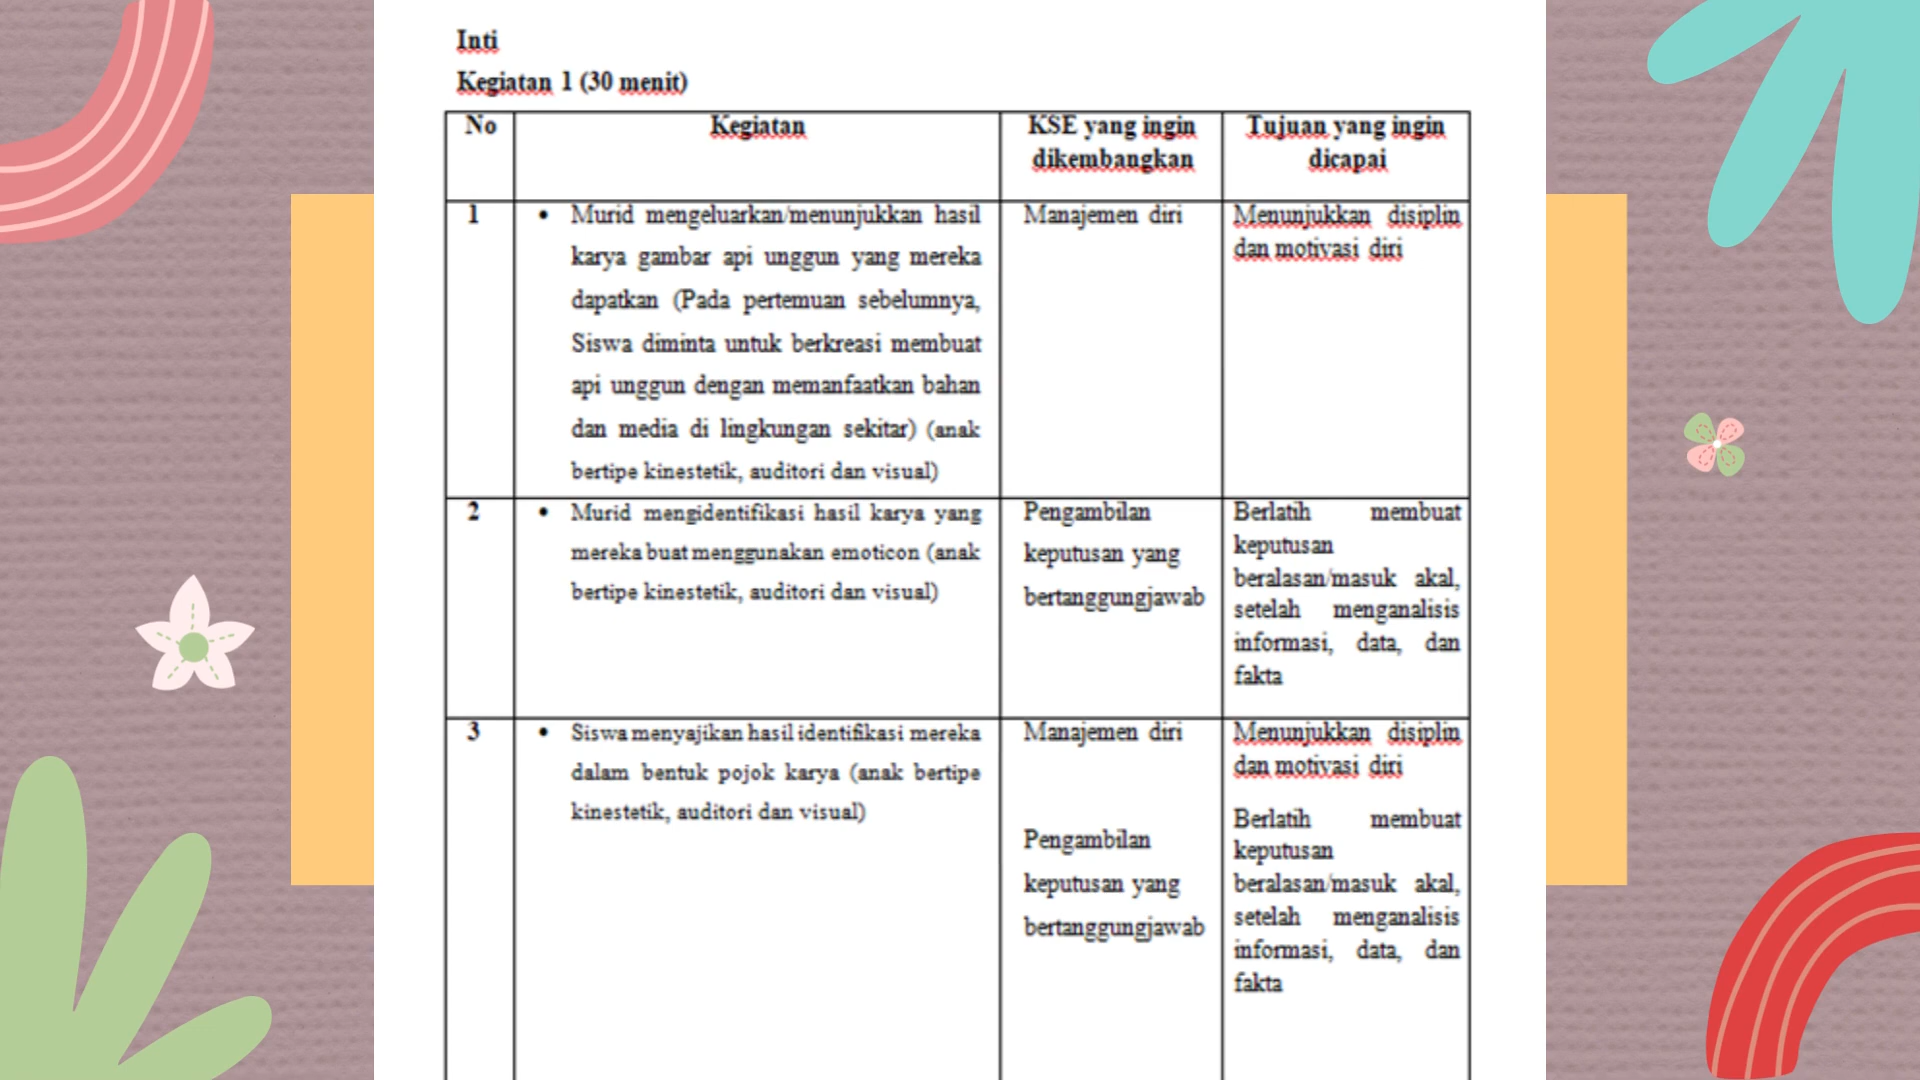 Inti
Kegiatan 1 (30 menit)
No
Kegiatan
KSE yang ingin
dikembangkan
Tujuan yang ingin
dicapai
1
• Murid mengeluarkan/menunjukkan hasil
karya gambar api unggun yang mereka
dapatkan (Pada pertemuan sebelumnya,
Siswa diminta untuk berkreasi membuat
api unggun dengan memanfaatkan bahan
dan media di lingkungan sekitar) (anak
bertipe kinestetik, auditori dan visual)
Manajemen diri
Menunjukkan disiplin
dan motivasi diri
2
• Murid mengidentifikasi hasil karya yang
mereka buat menggunakan emoticon (anak
bertipe kinestetik, auditori dan visual)
Pengambilan
keputusan yang
bertanggungjawab
Berlatih membuat
keputusan
beralasan/masuk akal,
setelah menganalisis
informasi, data, dan
fakta
3
• Siswa menyajikan hasil identifikasi mereka
dalam bentuk pojok karya (anak bertipe
kinestetik, auditori dan visual)
Manajemen diri
Pengambilan
keputusan yang
bertanggungjawab
Menunjukkan disiplin
dan motivasi diri
Berlatih membuat
keputusan
beralasan/masuk akal,
setelah menganalisis
informasi, data, dan
fakta